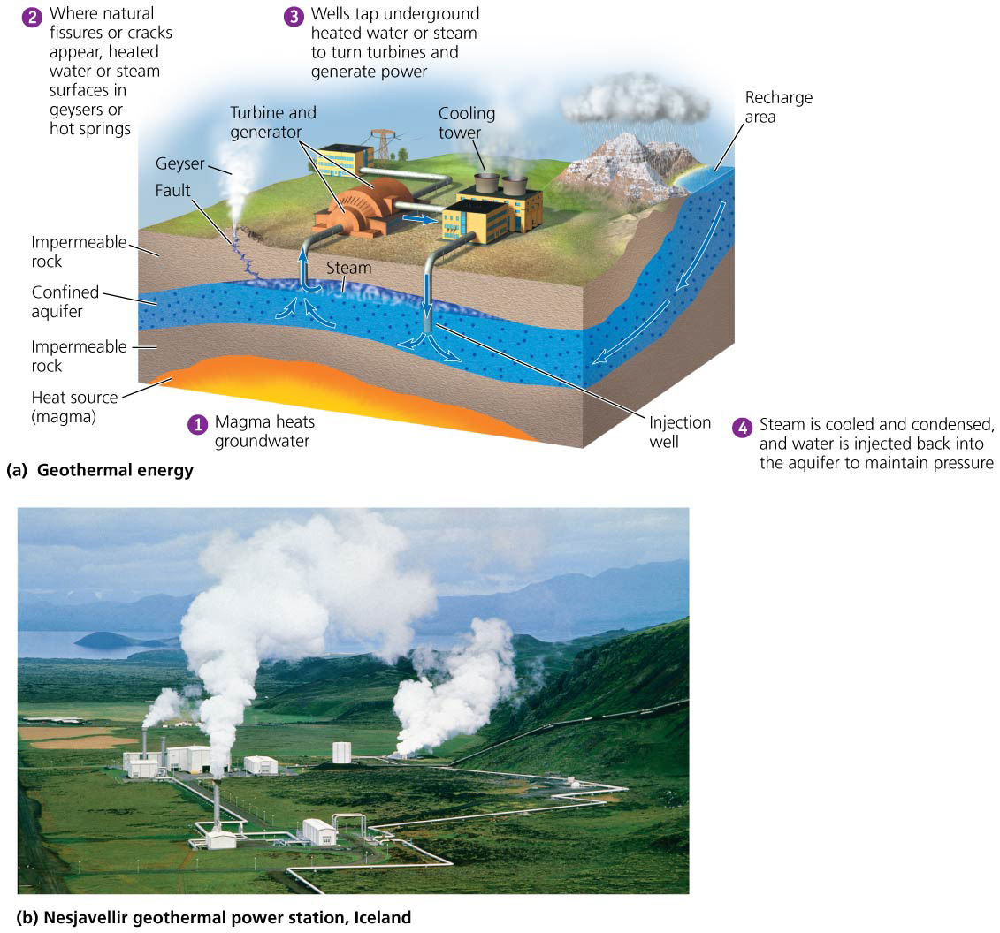 2 Where natural
fissures or cracks
appear, heated
water or steam
surfaces in
geysers or
hot springs
3 Wells tap underground
heated water or steam
to turn turbines and
generate power
Turbine and
generator
Cooling
tower
Recharge
area
Geyser
Fault
Impermeable
rock
Steam
Confined
aquifer
Impermeable
rock
Heat source
(magma)
1 Magma heats
groundwater
Injection
well
4 Steam is cooled and condensed,
and water is injected back into
the aquifer to maintain pressure
(a) Geothermal energy
(b) Nesjavellir geothermal power station, Iceland